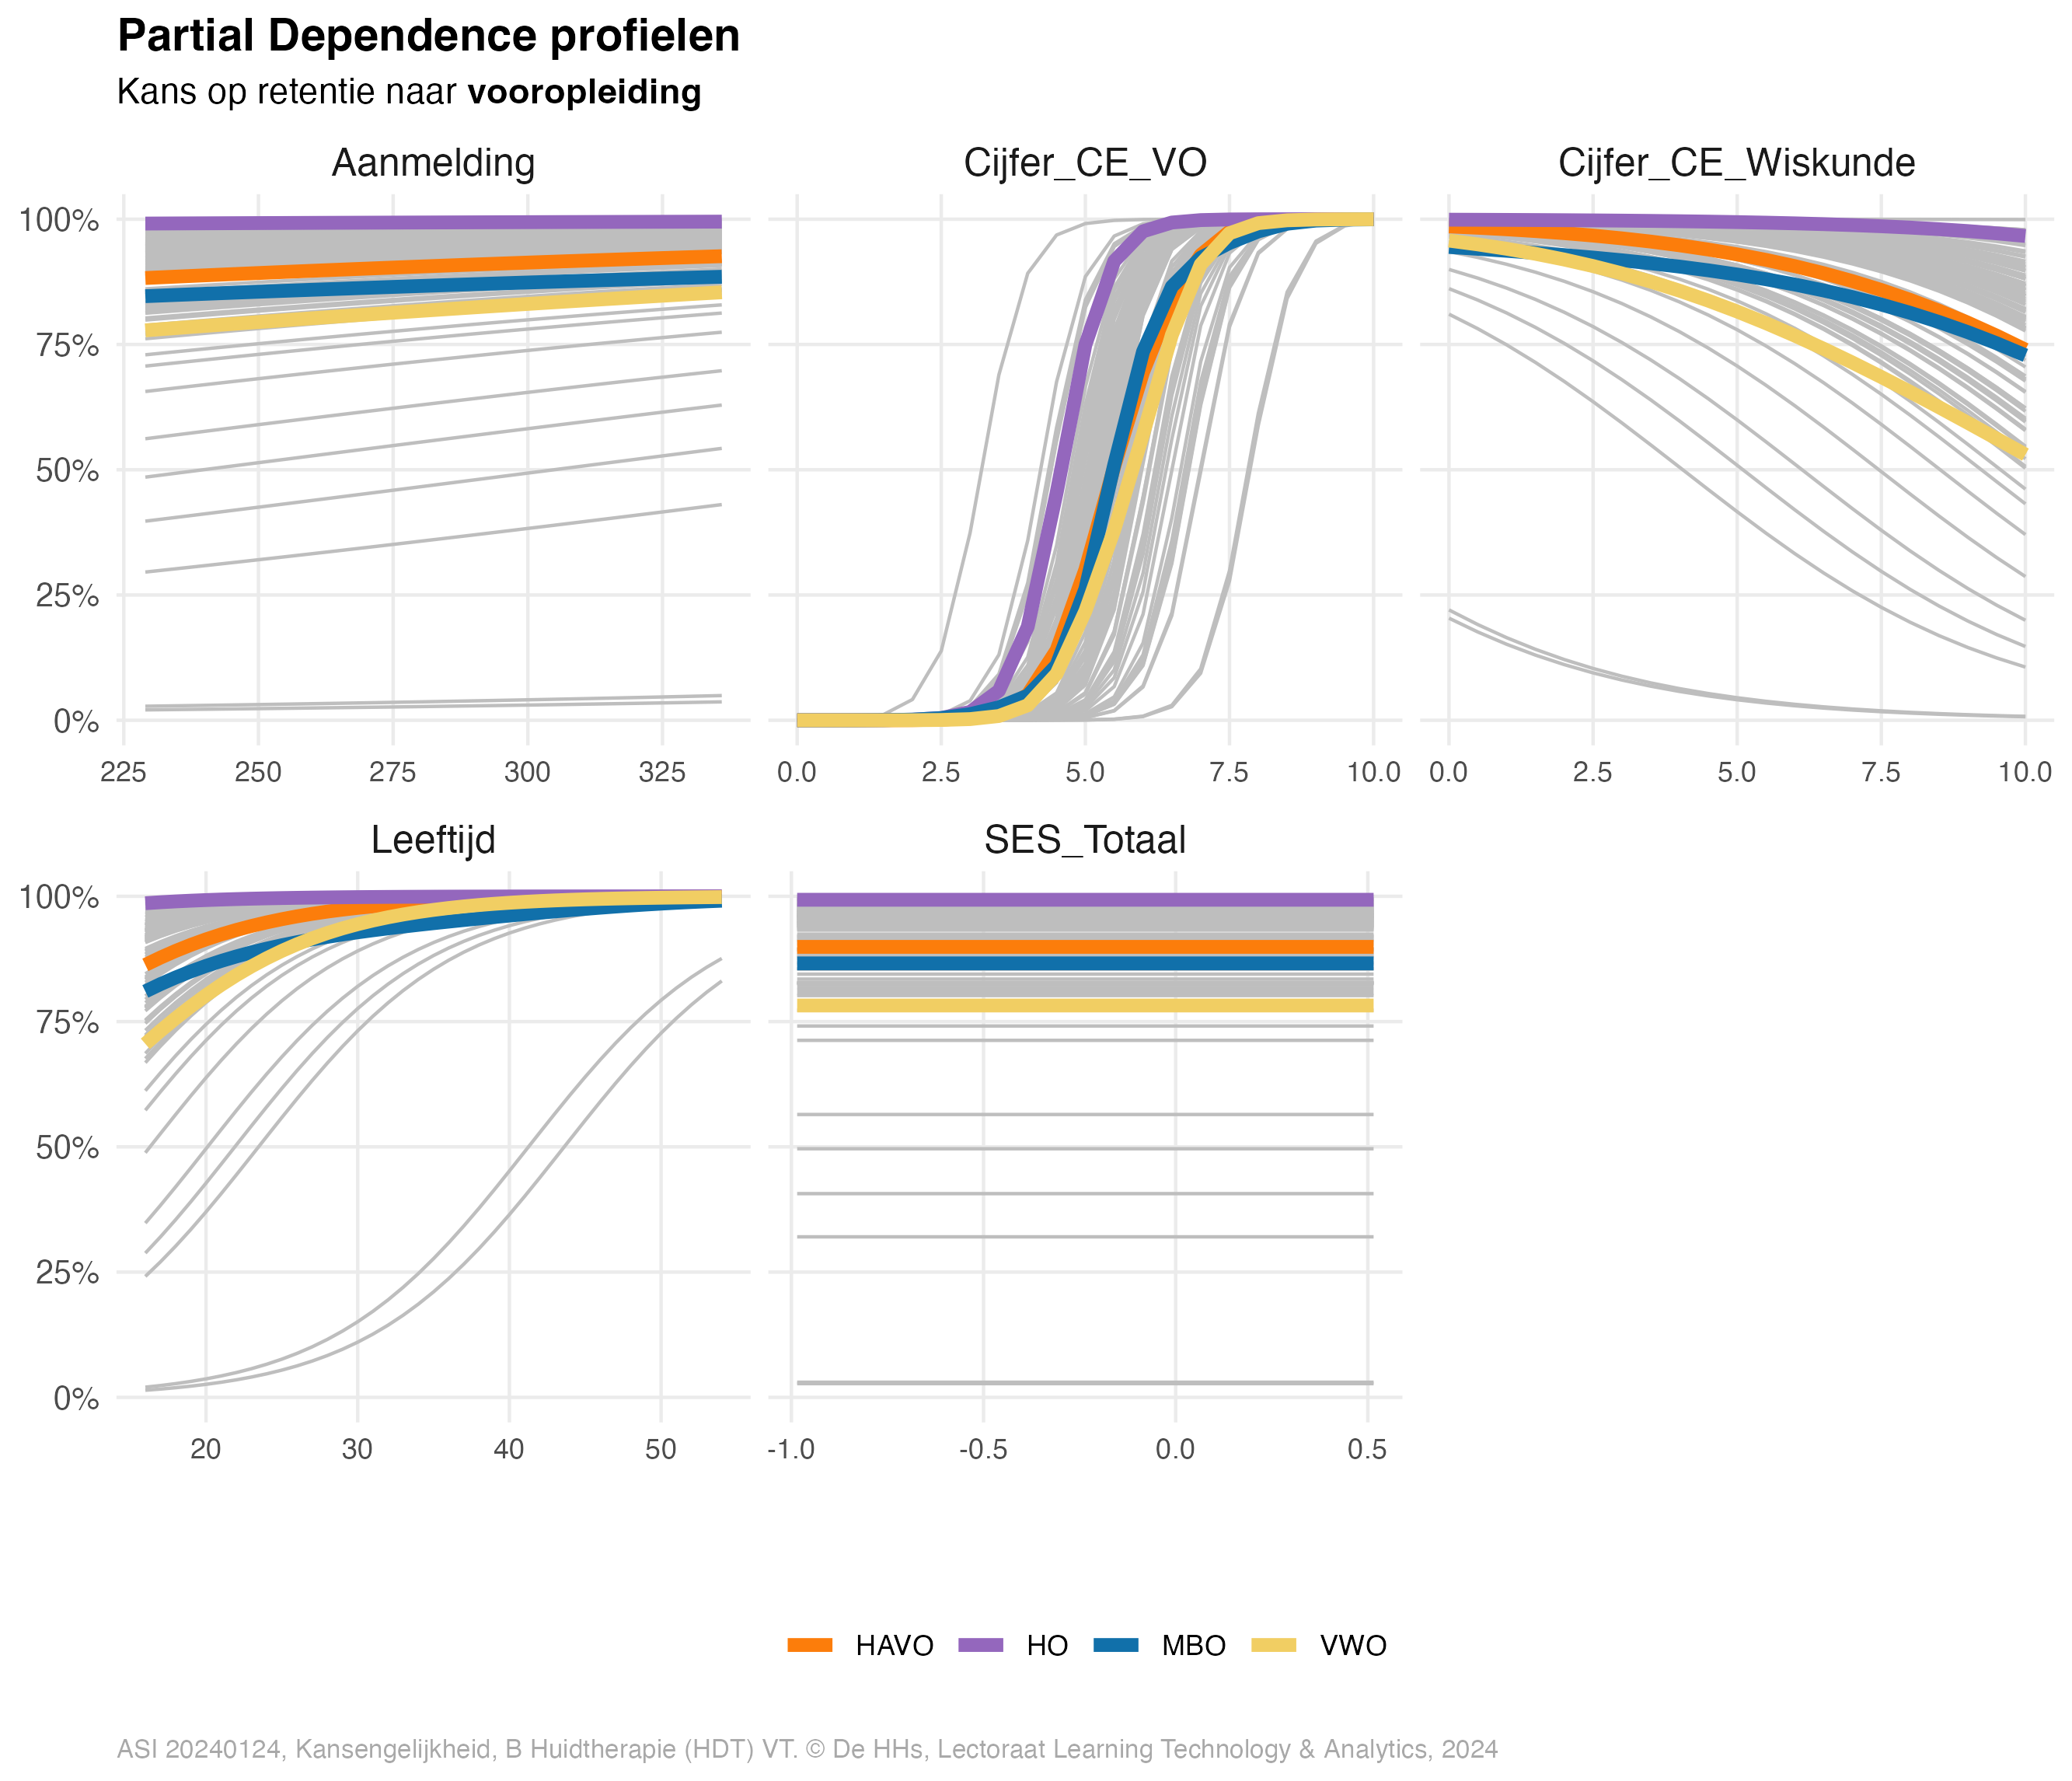 Partial Dependence profielen
Kans op retentie naar vooropleiding
Aanmelding
Cijfer_CE_VO
Cijfer_CE_Wiskunde
100%
75%
50%
25%
0%
225 250 275 300 325
0.0 2.5 5.0 7.5 10.0
0.0 2.5 5.0 7.5 10.0
Leeftijd
SES_Totaal
100%
75%
50%
25%
0%
20 30 40 50
-1.0 -0.5 0.0 0.5
HAVO HO MBO VWO
ASI 20240124, Kansengelijkheid, B Huidtherapie (HDT) VT. © De HHs, Lectoraat Learning Technology & Analytics, 2024